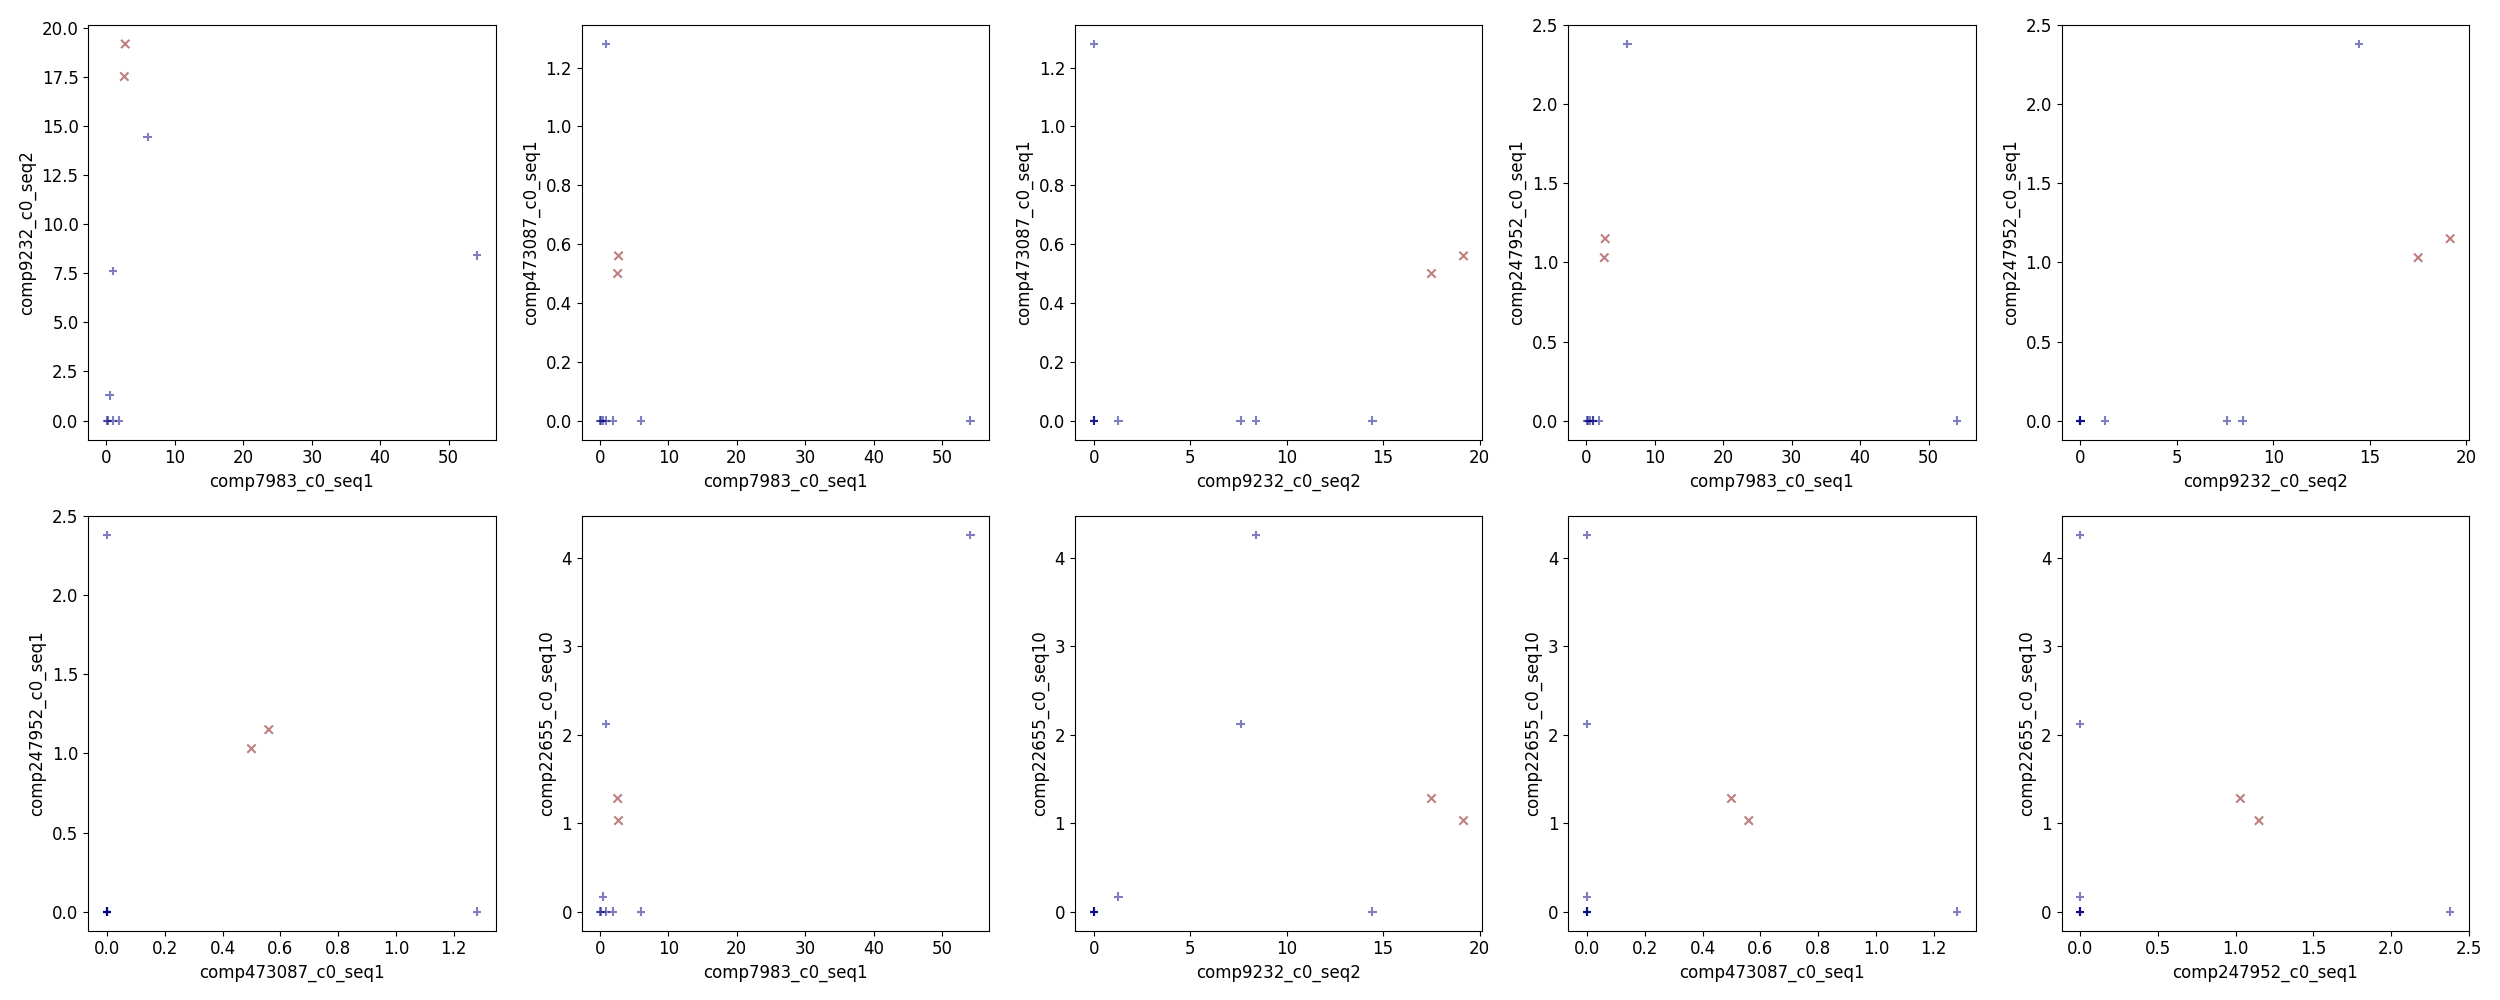 20.0
17.5
15.0
12.5
10.0
7.5
5.0
2.5
0.0
comp9232_c0_seq2
0 10 20 30 40 50
comp7983_c0_seq1
1.2
1.0
0.8
0.6
0.4
0.2
0.0
comp473087_c0_seq1
0 10 20 30 40 50
comp7983_c0_seq1
1.2
1.0
0.8
0.6
0.4
0.2
0.0
comp473087_c0_seq1
0 5 10 15 20
comp9232_c0_seq2
2.5
2.0
1.5
1.0
0.5
0.0
comp247952_c0_seq1
0 10 20 30 40 50
comp7983_c0_seq1
2.5
2.0
1.5
1.0
0.5
0.0
comp247952_c0_seq1
0 5 10 15 20
comp9232_c0_seq2
2.5
2.0
1.5
1.0
0.5
0.0
comp247952_c0_seq1
0.0 0.2 0.4 0.6 0.8 1.0 1.2
comp473087_c0_seq1
4
3
2
1
0
comp22655_c0_seq10
0 10 20 30 40 50
comp7983_c0_seq1
4
3
2
1
0
comp22655_c0_seq10
0 5 10 15 20
comp9232_c0_seq2
4
3
2
1
0
comp22655_c0_seq10
0.0 0.2 0.4 0.6 0.8 1.0 1.2
comp473087_c0_seq1
4
3
2
1
0
comp22655_c0_seq10
0.0 0.5 1.0 1.5 2.0 2.5
comp247952_c0_seq1